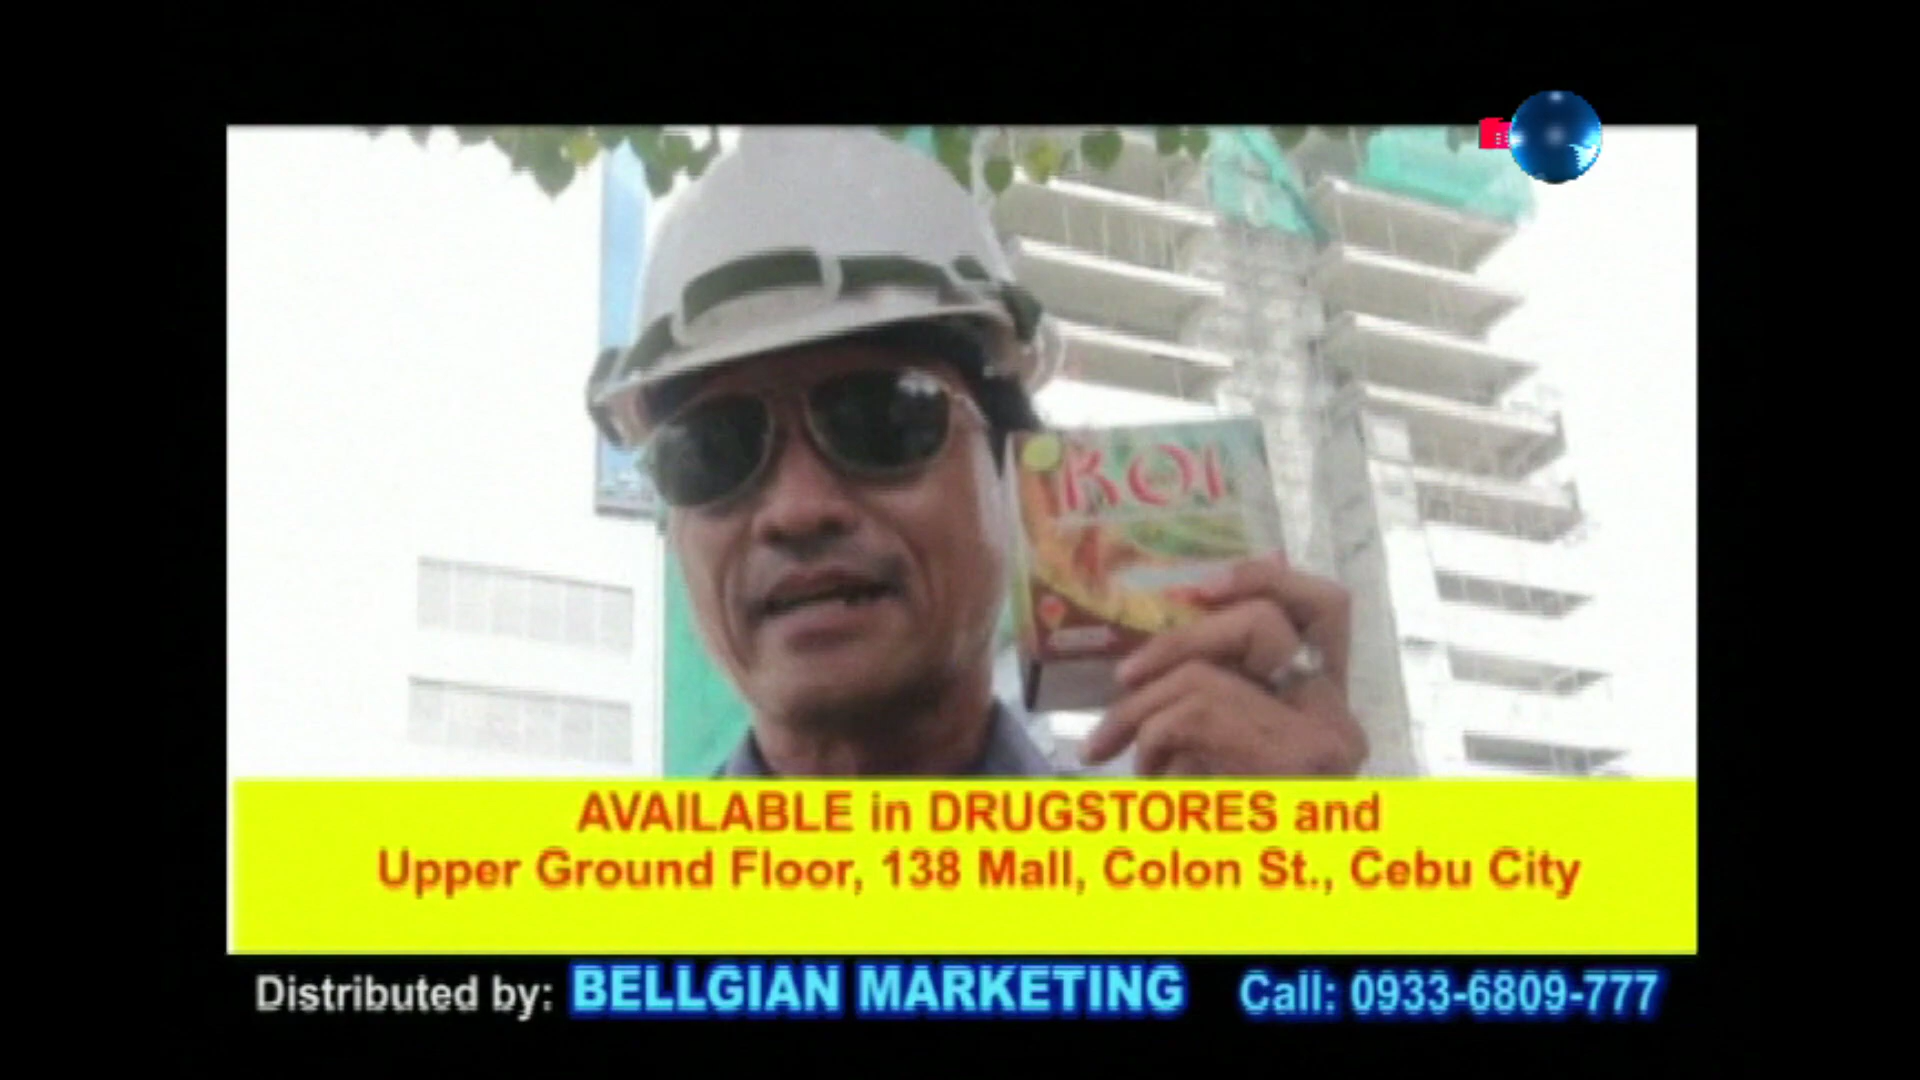 KOI
AVAILABLE in DRUGSTORES and
Upper Ground Floor, 138 Mall, Colon St., Cebu City
Distributed by: BELLGIAN MARKETING Call: 0933-6809-777